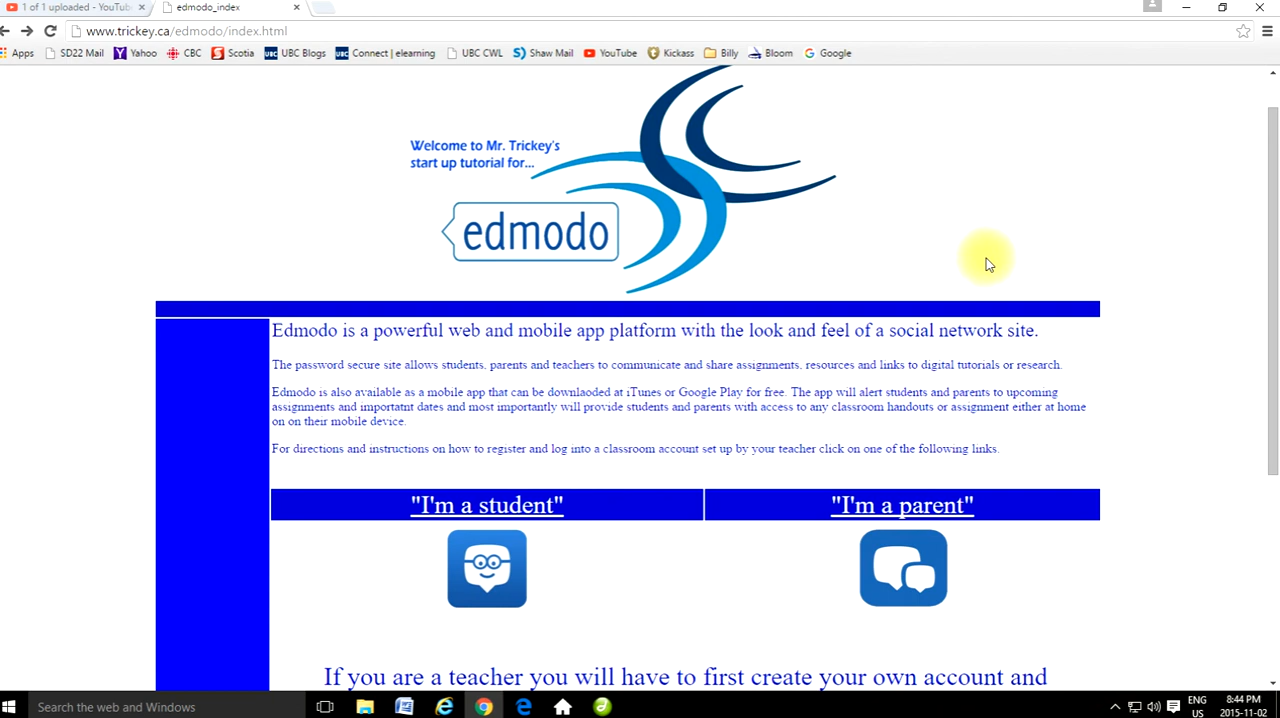 1 of 1 uploaded - YouTub
edmodo_index
www.trickey.ca/edmodo/index.html
Apps SD22 Mail Yahoo CBC Scotia UBC Blogs Connect | elearning UBC CWL Shaw Mail YouTube Kickass Billy Bloom Google
Welcome to Mr. Trickey's
start up tutorial for...
edmodo
Edmodo is a powerful web and mobile app platform with the look and feel of a social network site.
The password secure site allows students, parents and teachers to communicate and share assignments, resources and links to digital tutorials or research.
Edmodo is also available as a mobile app that can be downlaoded at iTunes or Google Play for free. The app will alert students and parents to upcoming
assignments and importatnt dates and most importantly will provide students and parents with access to any classroom handouts or assignment either at home
on on their mobile device.
For directions and instructions on how to register and log into a classroom account set up by your teacher click on one of the following links.
"I'm a student" "I'm a parent"
If you are a teacher you will have to first create your own account and
Search the web and Windows
ENG 8:44 PM
US 2015-11-02